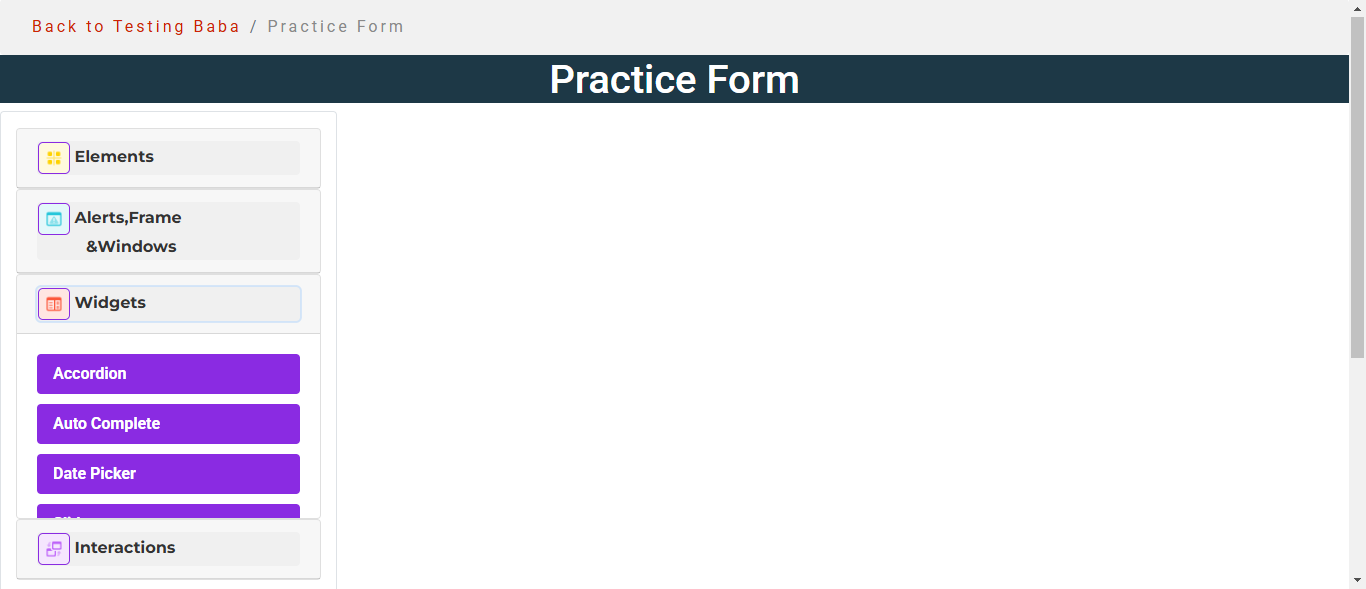 Back to Testing Baba / Practice Form
Practice Form
Elements
Alerts,Frame
&Windows
Widgets
Accordion
Auto Complete
Date Picker
Interactions